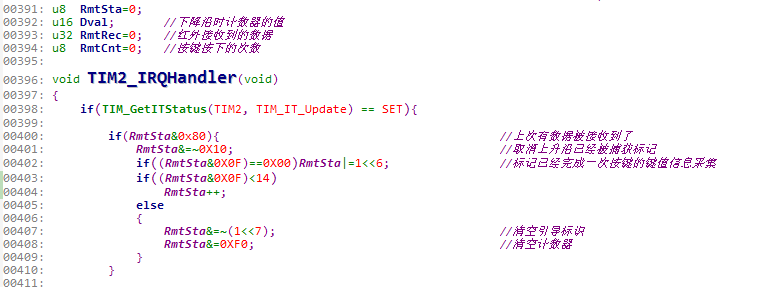 00391: u8  RmtSta=0;
00392: u16 Dval;       //下降沿时计数器的值
00393: u32 RmtRec=0;   //红外接收到的数据
00394: u8  RmtCnt=0;   //按键按下的次数
00395:
00396: void TIM2_IRQHandler(void)
00397: {
00398:     if(TIM_GetITStatus(TIM2, TIM_IT_Update) == SET){
00399:
00400:         if(RmtSta&0x80){                                        //上次有数据被接收到了
00401:             RmtSta&=~0X10;                                      //取消上升沿已经被捕获标记
00402:             if((RmtSta&0X0F)==0X00)RmtSta|=1<<6;                //标记已经完成一次按键的键值信息采集
00403:             if((RmtSta&0X0F)<14)
00404:                 RmtSta++;
00405:             else
00406:             {
00407:                 RmtSta&=~(1<<7);                                //清空引导标识
00408:                 RmtSta&=0XF0;                                   //清空计数器
00409:             }
00410:         }
00411: